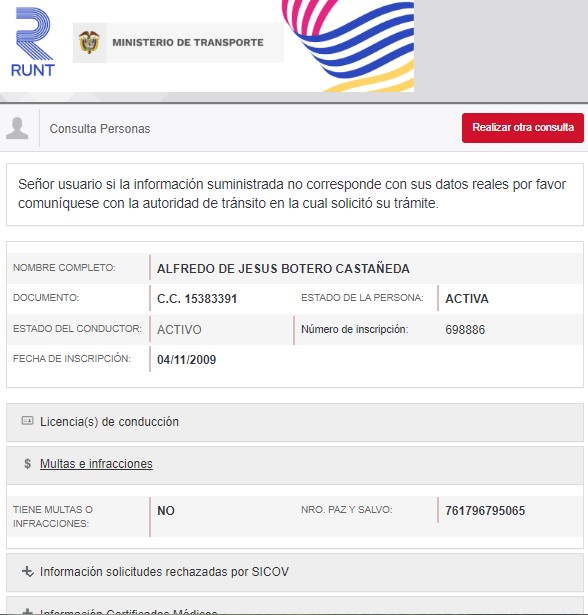 RUNT
MINISTERIO DE TRANSPORTE
Consulta Personas
Realizar otra consulta
Señor usuario si la información suministrada no corresponde con sus datos reales por favor
comuníquese con la autoridad de tránsito en la cual solicitó su trámite.
NOMBRE COMPLETO: ALFREDO DE JESUS BOTERO CASTAÑEDA
DOCUMENTO: C.C. 15383391 ESTADO DE LA PERSONA: ACTIVA
ESTADO DEL CONDUCTOR: ACTIVO Número de inscripción: 698886
FECHA DE INSCRIPCIÓN: 04/11/2009
Licencia(s) de conducción
$ Multas e infracciones
TIENE MULTAS O
INFRACCIONES: NO NRO. PAZ Y SALVO: 761796795065
Información solicitudes rechazadas por SICOV
Información Certificados Médicos